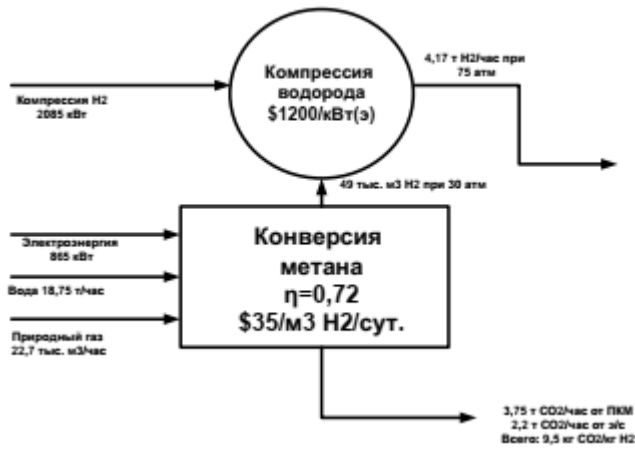 4,17 т H2/час при
75 атм
Компрессия
водорода
$1200/кВт(э)
Компрессия H2
2085 кВт
49 тыс. м3 H2 при 30 атм
Электроэнергия
865 кВт
Вода 18,75 т/час
Природный газ
22,7 тыс. м3/час
Конверсия
метана
η=0,72
$35/м3 H2/сут.
3,75 т CO2/час от ПКМ
2,2 т CO2/час от э/с
Всего: 9,5 кг CO2/кг H2